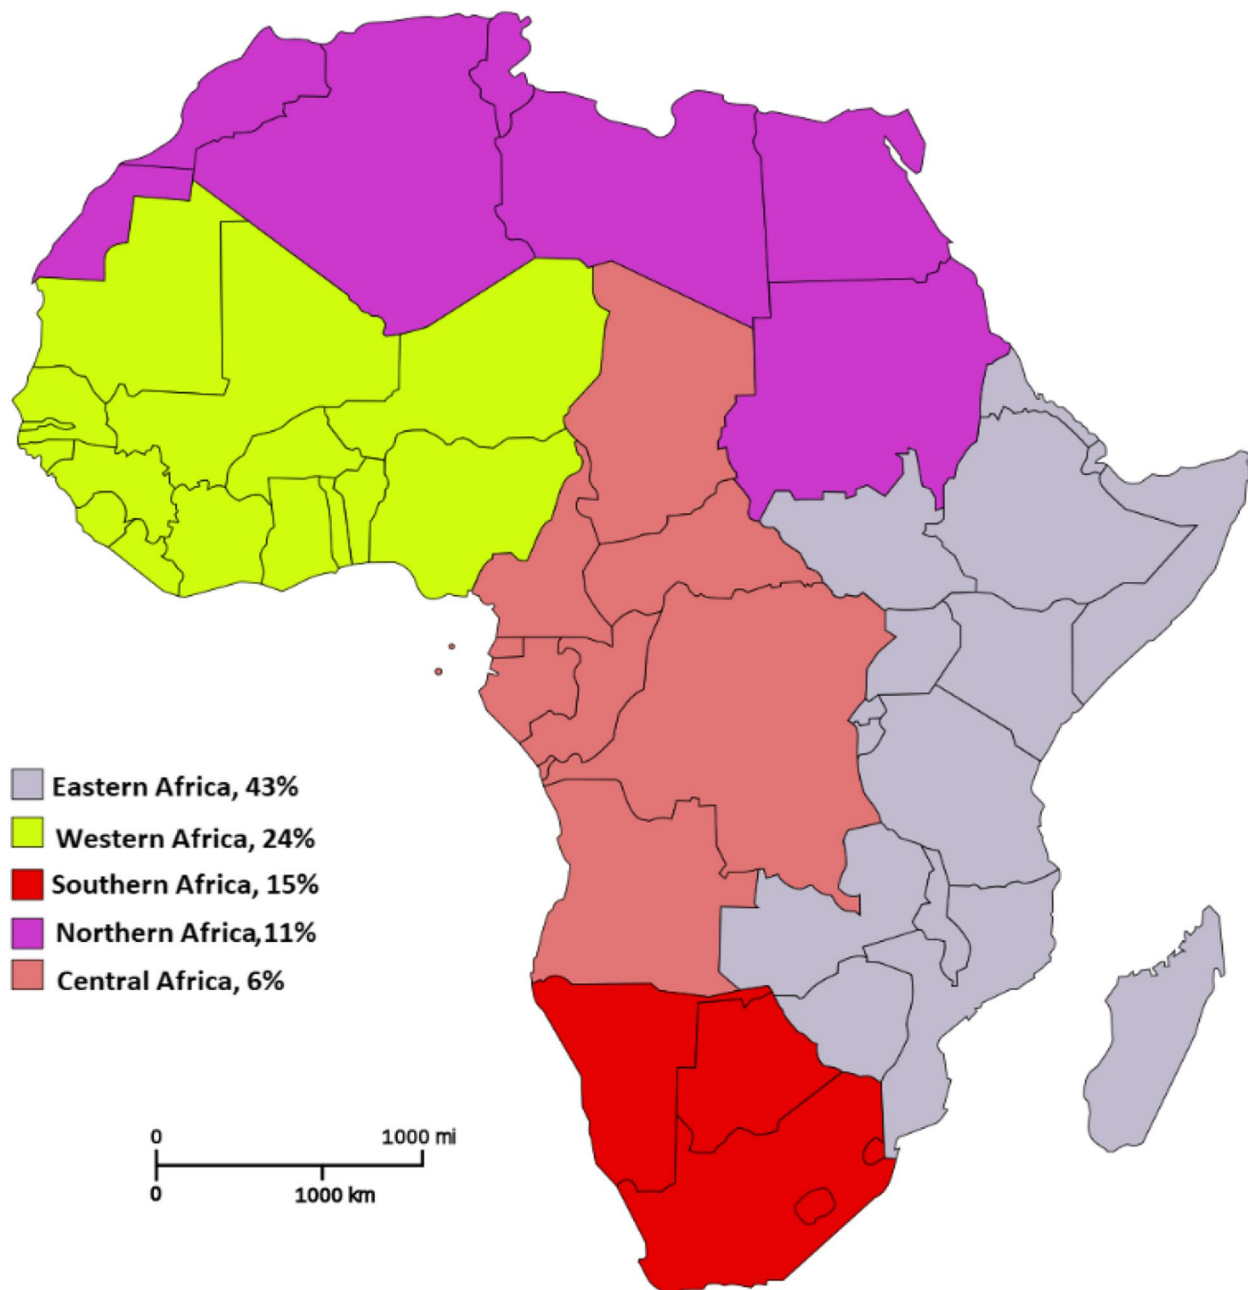 Eastern Africa, 43%
Western Africa, 24%
Southern Africa, 15%
Northern Africa,11%
Central Africa, 6%
0 1000 mi
0 1000 km